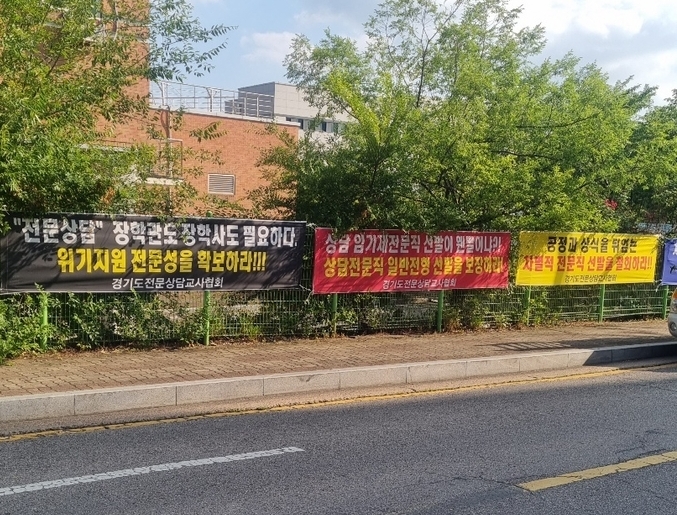 "전문상담" 장학관도 장학사도 필요하다.
위기지원 전문성을 확보하라!!!
경기도전문상담교사협회
상담 임기제전문직 선발이 웬말이냐!!
상담전문직 일반전형 선발을 보장하라!
경기도전문상담교사협회
공정과 상식을
차별적 전문직 선발을 철회하라!!
경기도전문상담교사협회